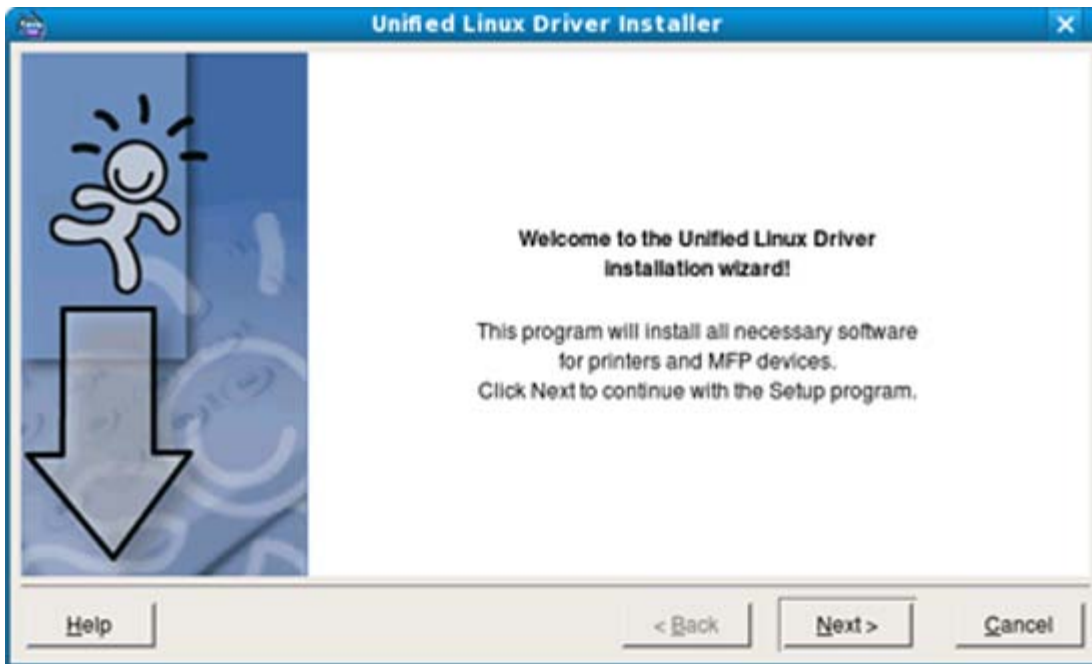 Unified Linux Driver Installer
Welcome to the Unified Linux Driver
installation wizard!
This program will install all necessary software
for printers and MFP devices.
Click Next to continue with the Setup program.
Help
< Back
Next >
Cancel